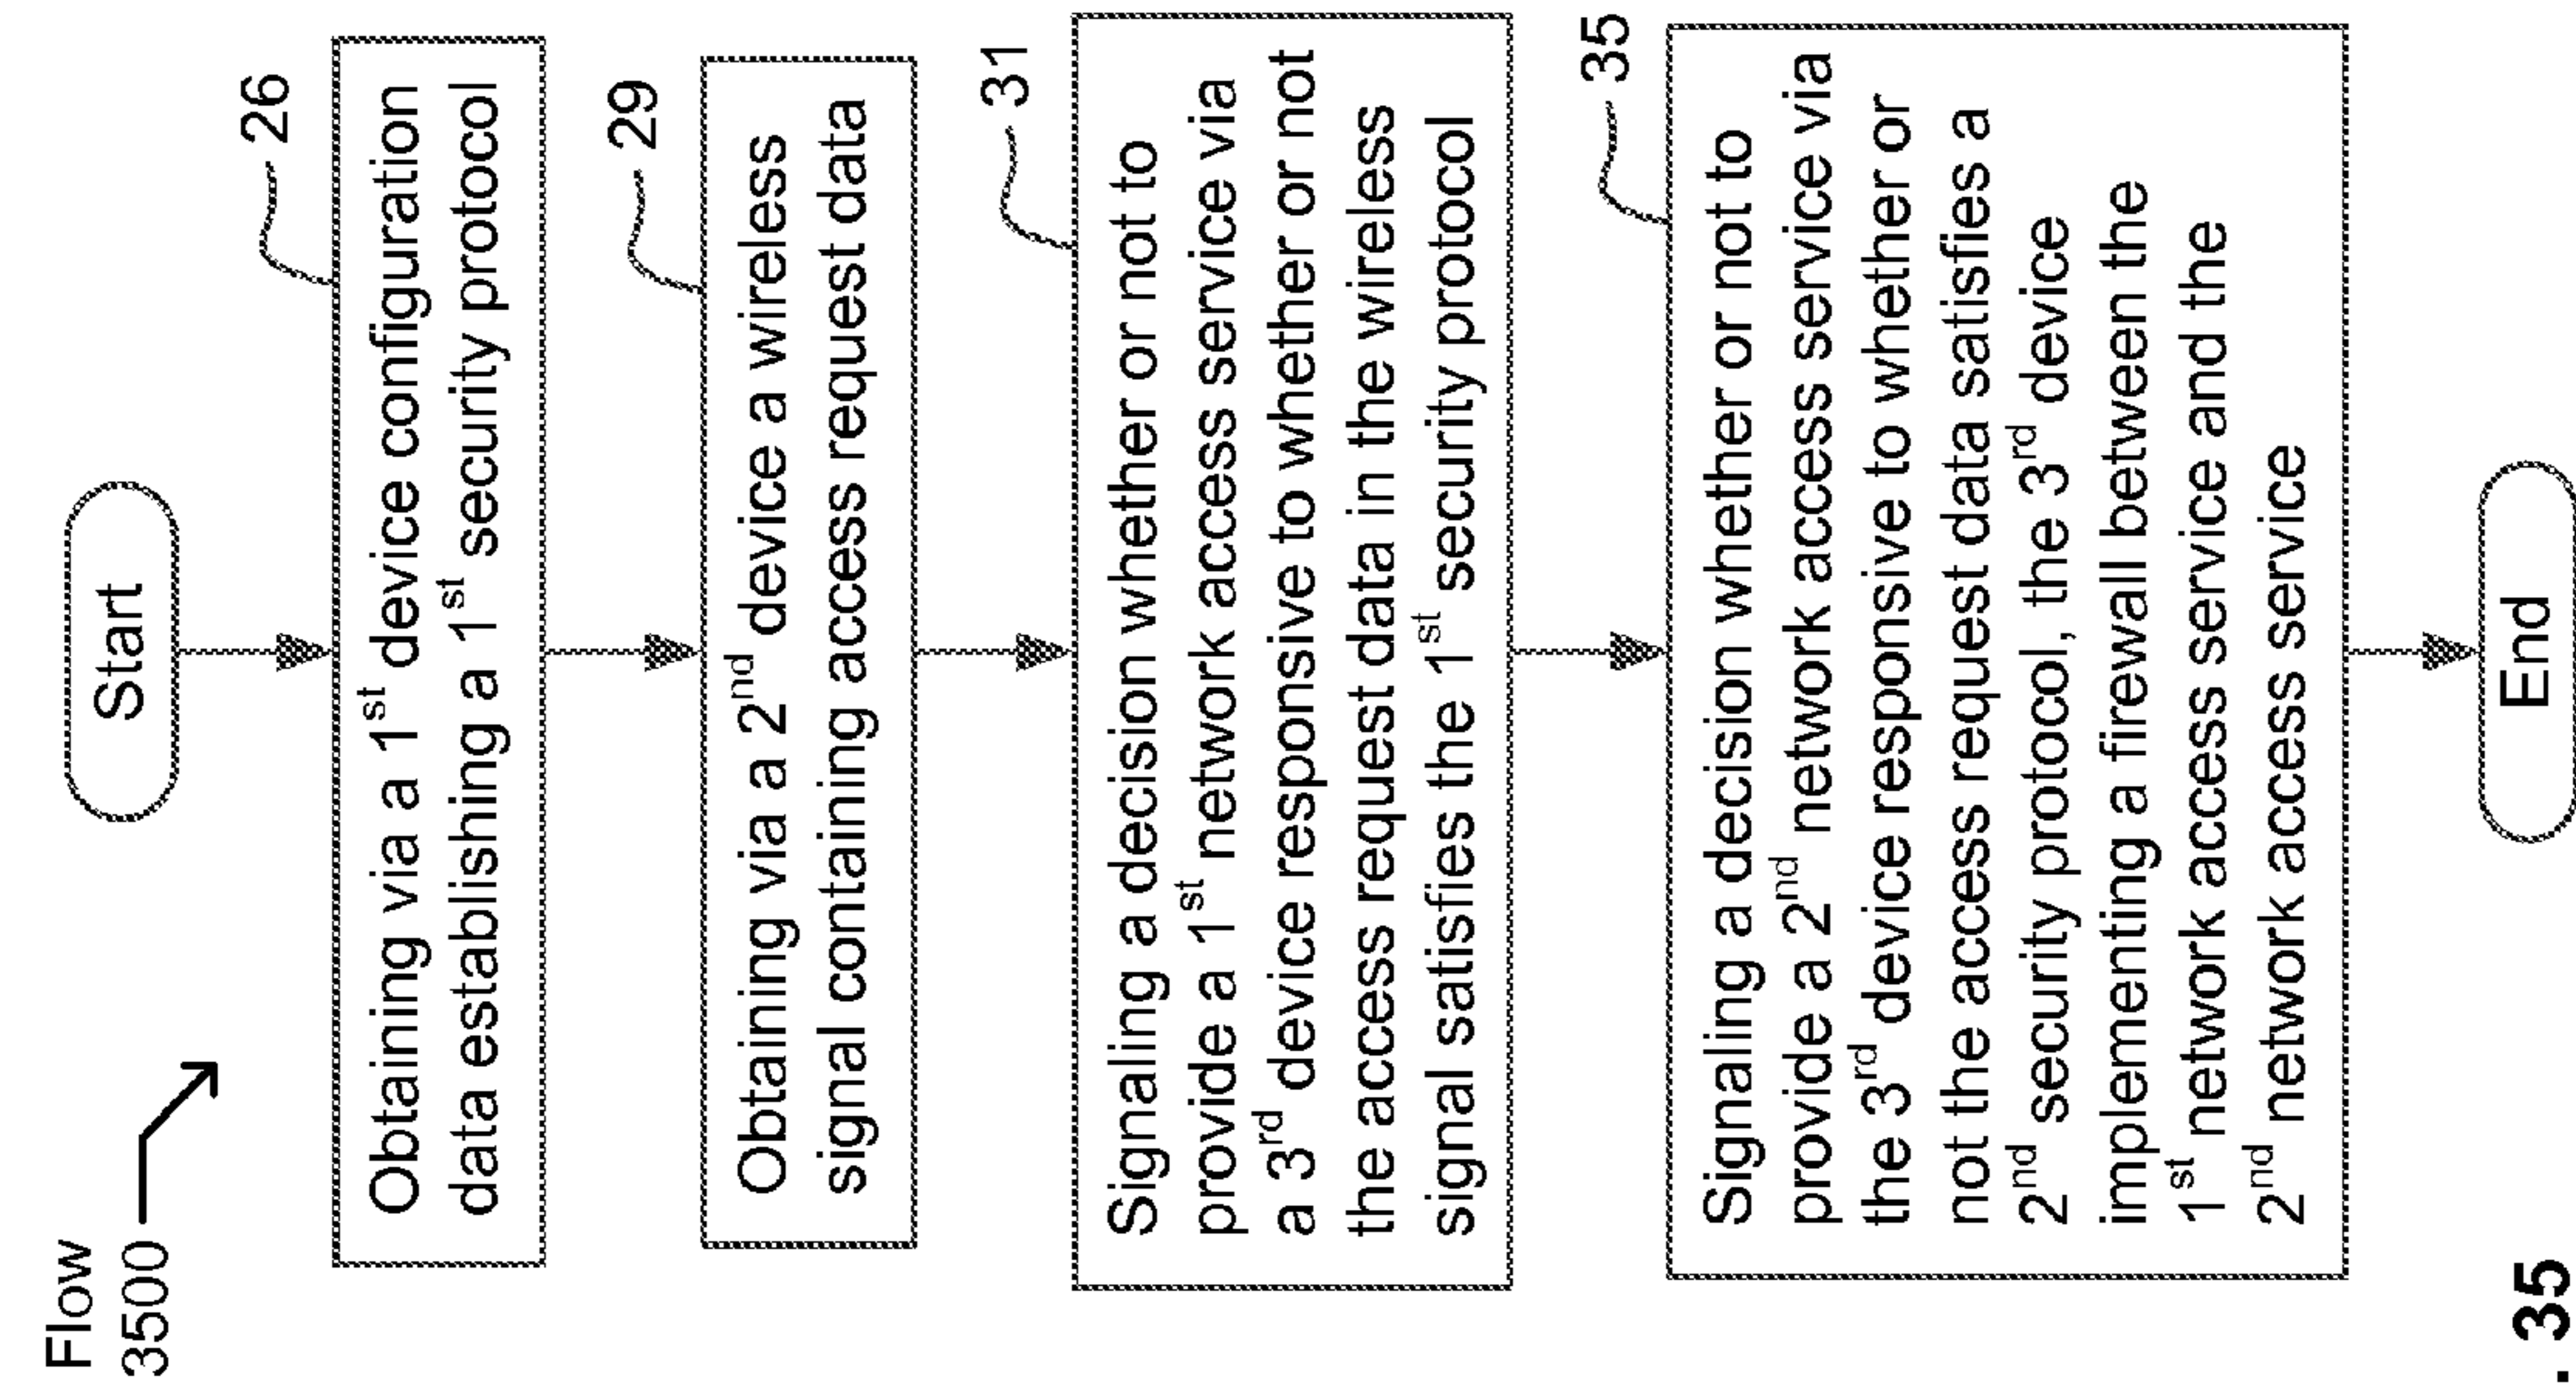 Flow
3500
Start
26
Obtaining via a 1st device configuration
data establishing a 1st security protocol
29
Obtaining via a 2nd device a wireless
signal containing access request data
31
Signaling a decision whether or not to
provide a 1st network access service via
a 3rd device responsive to whether or not
the access request data in the wireless
signal satisfies the 1st security protocol
35
Signaling a decision whether or not to
provide a 2nd network access service via
the 3rd device responsive to whether or
not the access request data satisfies a
2nd security protocol, the 3rd device
implementing a firewall between the
1st network access service and the
2nd network access service
End
. 35